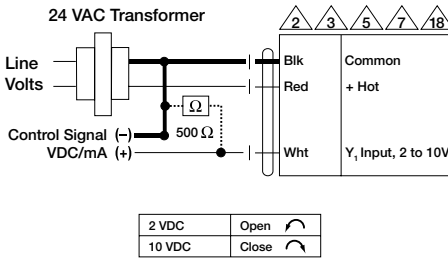 24 VAC Transformer
2 3 5 7 18
Line
Volts
Blk Common
Red + Hot
Ω
500 Ω
Control Signal (–)
VDC/mA (+)
Wht Y1 Input, 2 to 10V
2 VDC Open
10 VDC Close